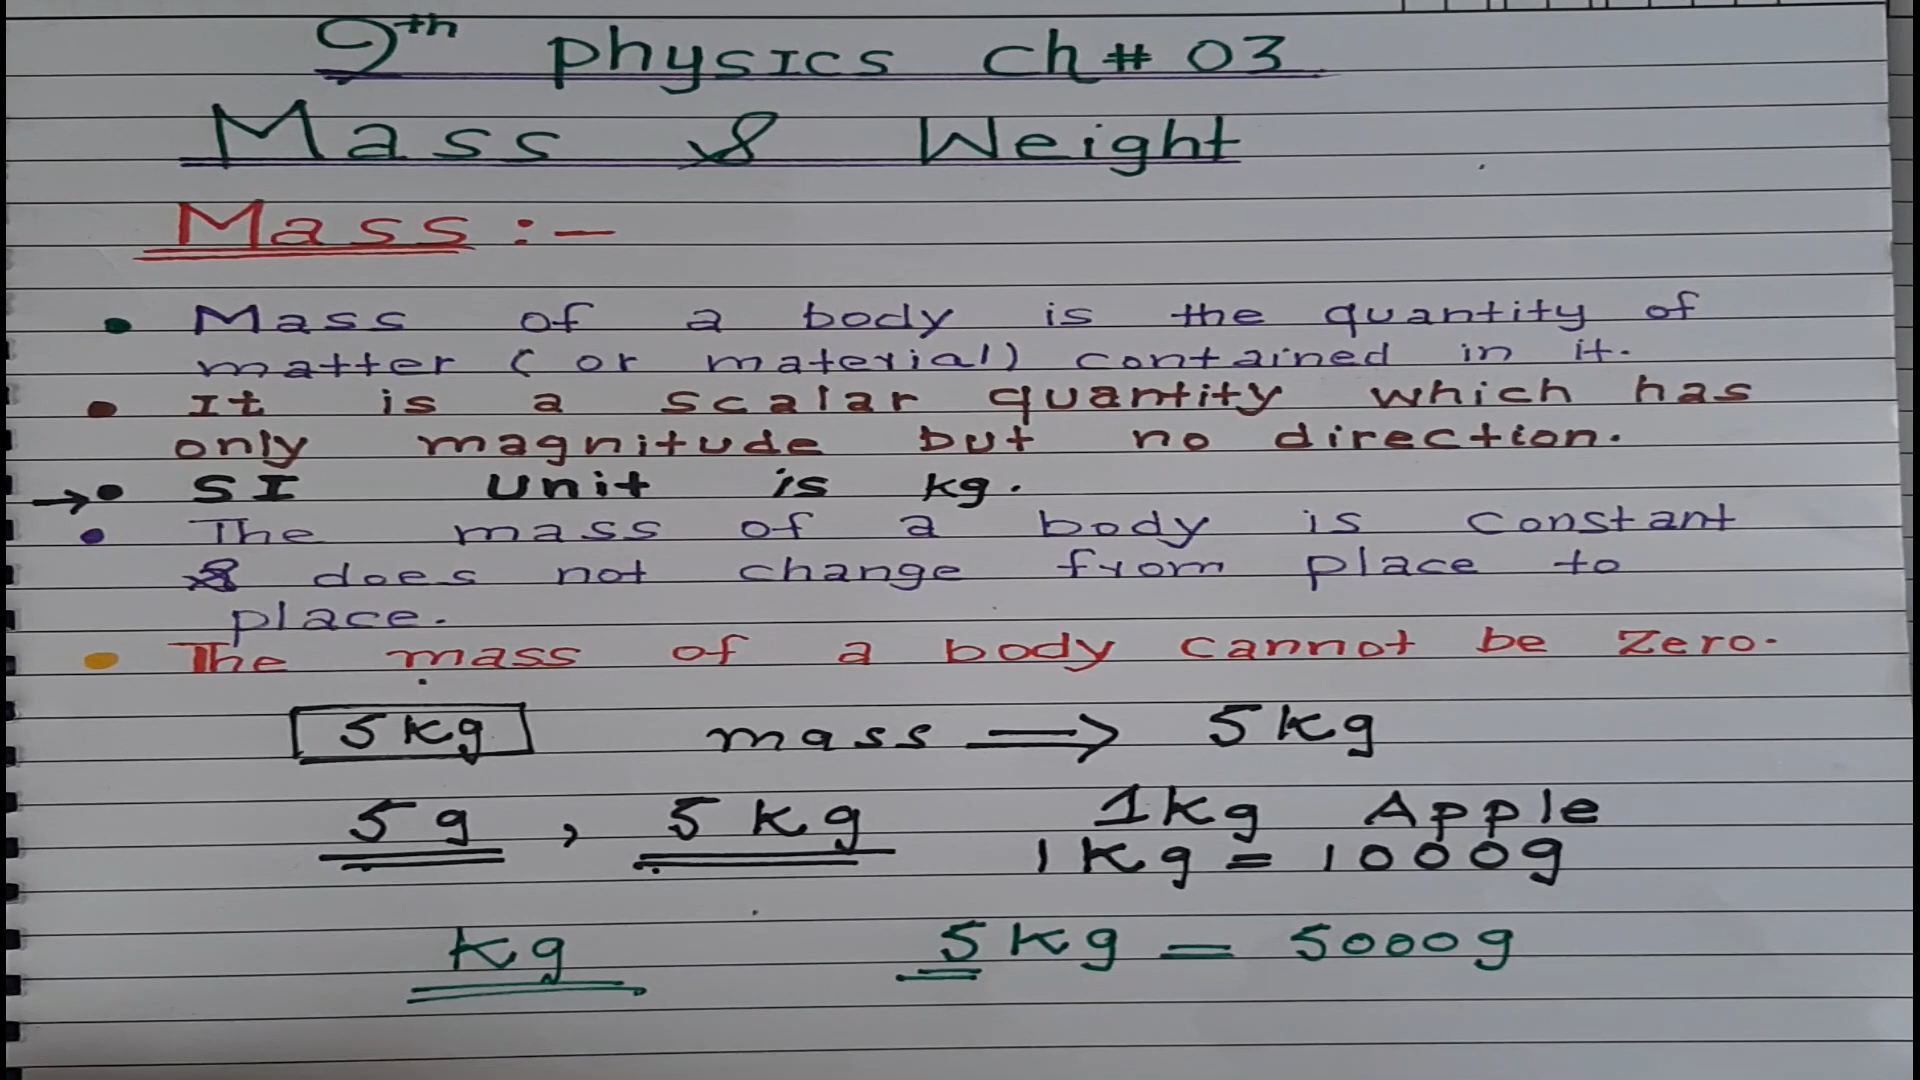 9th Physics ch# 03
Mass & Weight
Mass :-
• Mass of a body is the quantity of
matter (or material) contained in it.
• It is a scalar quantity which has
only magnitude but no direction.
→• SI Unit is kg.
• The mass of a body is constant
& does not change from place to
place.
• The mass of a body cannot be zero.
5kg mass → 5kg
5g , 5kg 1kg Apple
1kg = 1000g
kg 5kg = 5000g